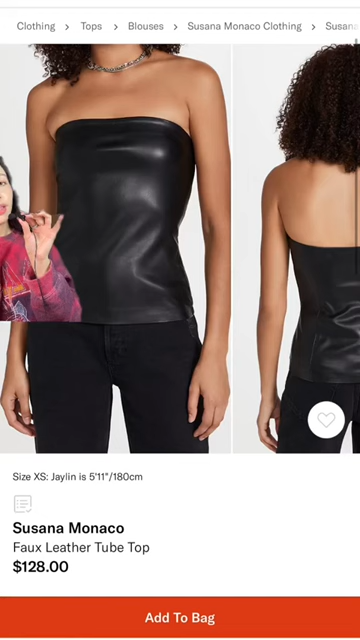 Clothing > Tops > Blouses > Susana Monaco Clothing > Susana
Size XS: Jaylin is 5'11"/180cm
Susana Monaco
Faux Leather Tube Top
$128.00
Add To Bag